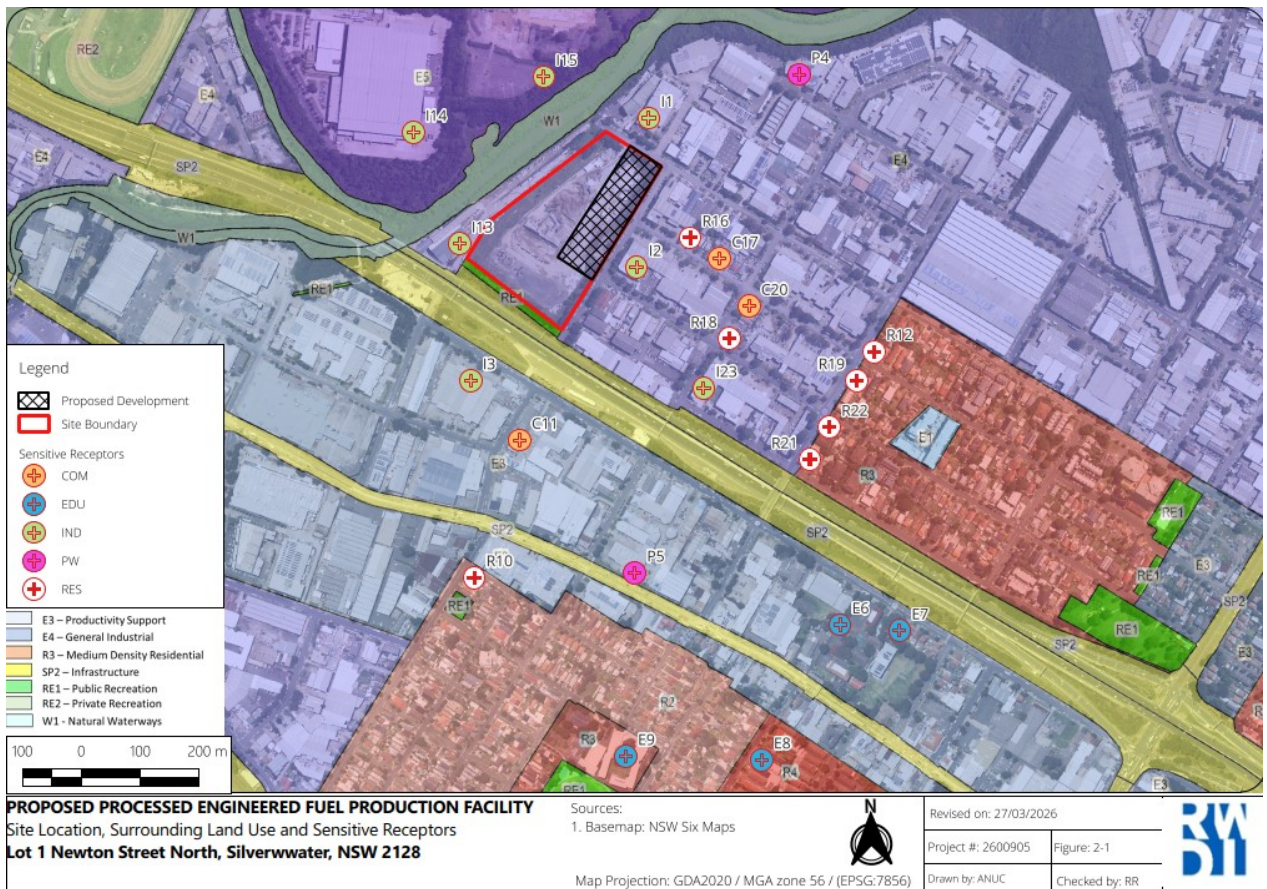 RE2
E4
E5
I15
P4
I14
I1
W1
E4
SP2
E4
R16
C17
I13
W1
I2
C20
RE1
RE1
R18
R12
R19
I3
I23
C11
R22
E1
E3
R21
R3
SP2
SP2
RE1
R10
P5
RE1
E3
RE1
SP2
E6
E7
RE1
SP2
E3
R2
R3
E9
E8
R4
RE1
E3
R
Legend
Proposed Development
Site Boundary
Sensitive Receptors
COM
EDU
IND
PW
RES
E3 – Productivity Support
E4 – General Industrial
R3 – Medium Density Residential
SP2 – Infrastructure
RE1 – Public Recreation
RE2 – Private Recreation
W1 - Natural Waterways
100 0 100 200 m
PROPOSED PROCESSED ENGINEERED FUEL PRODUCTION FACILITY
Site Location, Surrounding Land Use and Sensitive Receptors
Lot 1 Newton Street North, Silverwwater, NSW 2128
Sources:
1. Basemap: NSW Six Maps
Map Projection: GDA2020 / MGA zone 56 / (EPSG:7856)
N
Revised on: 27/03/2026
Project #: 2600905
Figure: 2-1
Drawn by: ANUC
Checked by: RR
RWDI